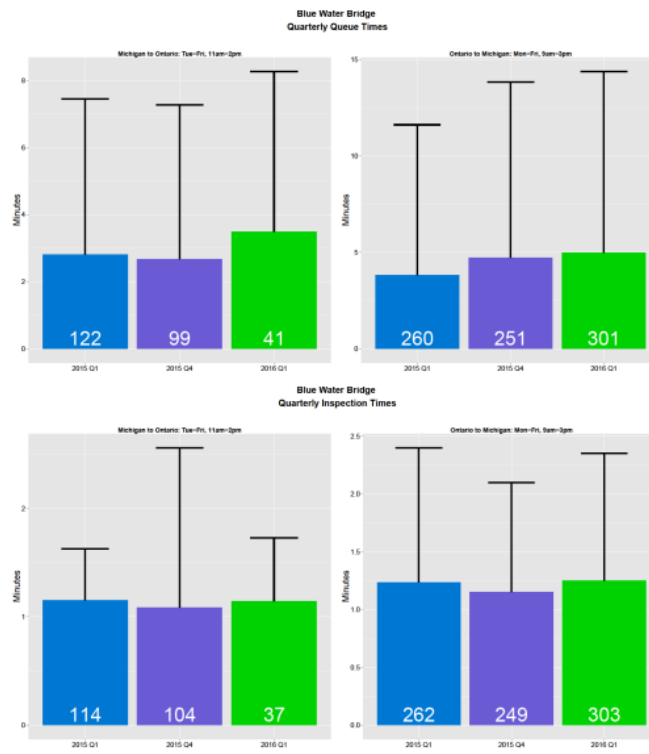 Blue Water Bridge
Quarterly Queue Times
Michigan to Ontario: Tue-Fri, 11am-2pm
Minutes
8
6
4
2
0
122
99
41
2015 Q1
2015 Q4
2016 Q1
Ontario to Michigan: Mon-Fri, 9am-3pm
Minutes
15
10
5
0
260
251
301
2015 Q1
2015 Q4
2016 Q1
Blue Water Bridge
Quarterly Inspection Times
Michigan to Ontario: Tue-Fri, 11am-2pm
Minutes
2
1
0
114
104
37
2015 Q1
2015 Q4
2016 Q1
Ontario to Michigan: Mon-Fri, 9am-3pm
Minutes
2.5
2.0
1.5
1.0
0.5
0.0
262
249
303
2015 Q1
2015 Q4
2016 Q1